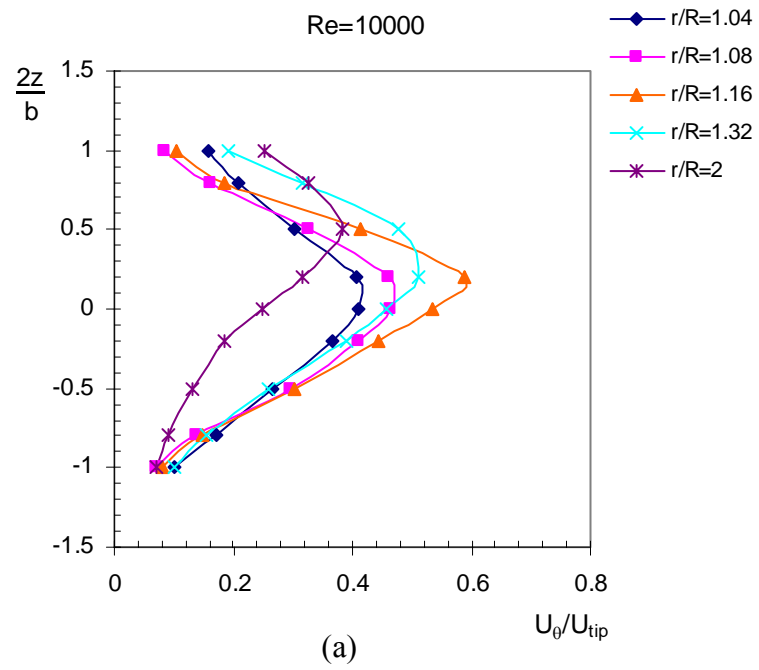 Re=10000
2z
b
1.5
1
0.5
0
-0.5
-1
-1.5
0 0.2 0.4 0.6 0.8
Uθ/Utip
r/R=1.04
r/R=1.08
r/R=1.16
r/R=1.32
r/R=2
(a)